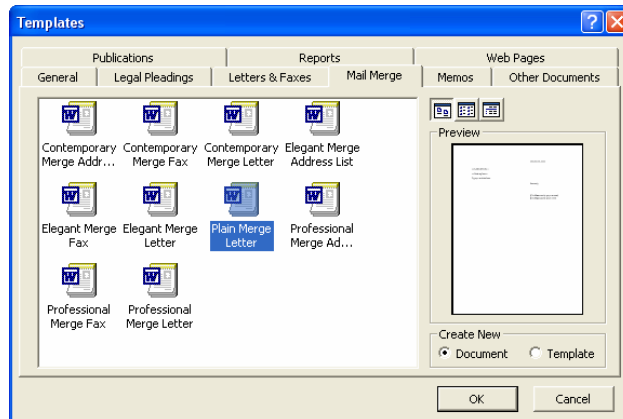 Templates
Publications Reports Web Pages
General Legal Pleadings Letters & Faxes Mail Merge Memos Other Documents
Contemporary Contemporary Contemporary Elegant Merge
Merge Addr... Merge Fax Merge Letter Address List
Preview
Elegant Merge Elegant Merge Plain Merge Professional
Fax Letter Letter Merge Ad...
Professional Professional
Merge Fax Merge Letter
Create New
Document Template
OK Cancel